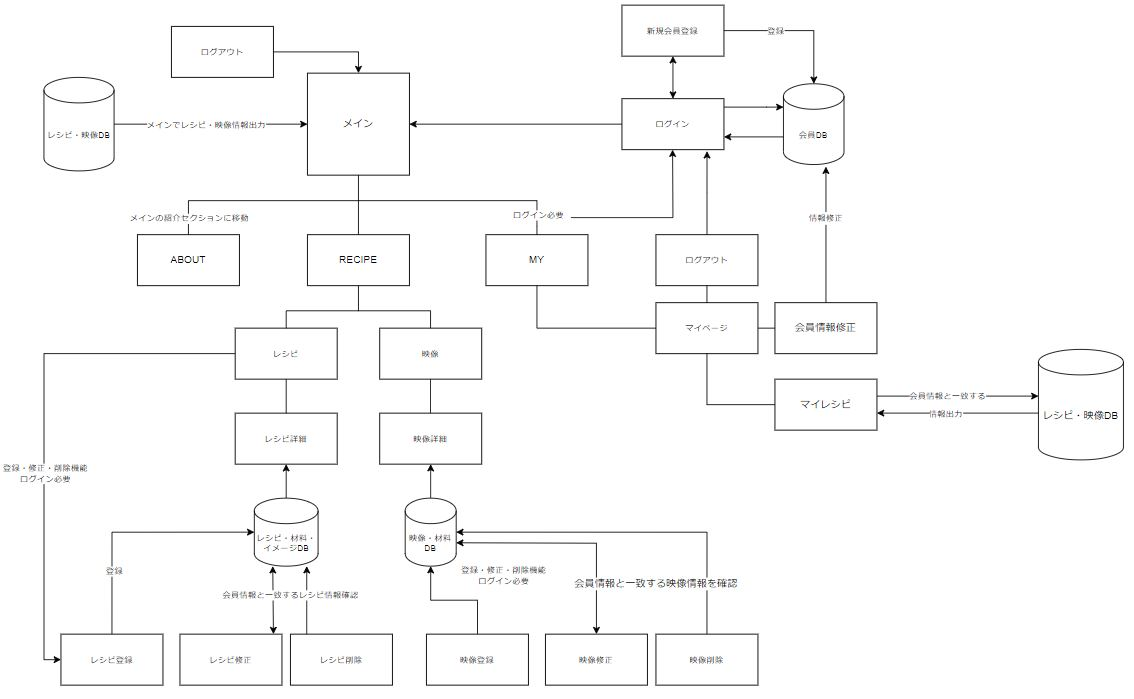 新規会員登録
登録
ログアウト
メイン
ログイン
レシピ・映像DB
メインでレシピ・映像情報出力
会員DB
メインの紹介セクションに移動
ログイン必要
情報修正
ABOUT
RECIPE
MY
ログアウト
マイページ
会員情報修正
レシピ
映像
マイレシピ
会員情報と一致する
情報出力
レシピ・映像DB
レシピ詳細
映像詳細
登録・修正・削除機能
ログイン必要
レシピ・材料・
イメージDB
映像・材料
DB
登録
登録・修正・削除機能
ログイン必要
会員情報と一致する映像情報を確認
会員情報と一致するレシピ情報確認
レシピ登録
レシピ修正
レシピ削除
映像登録
映像修正
映像削除